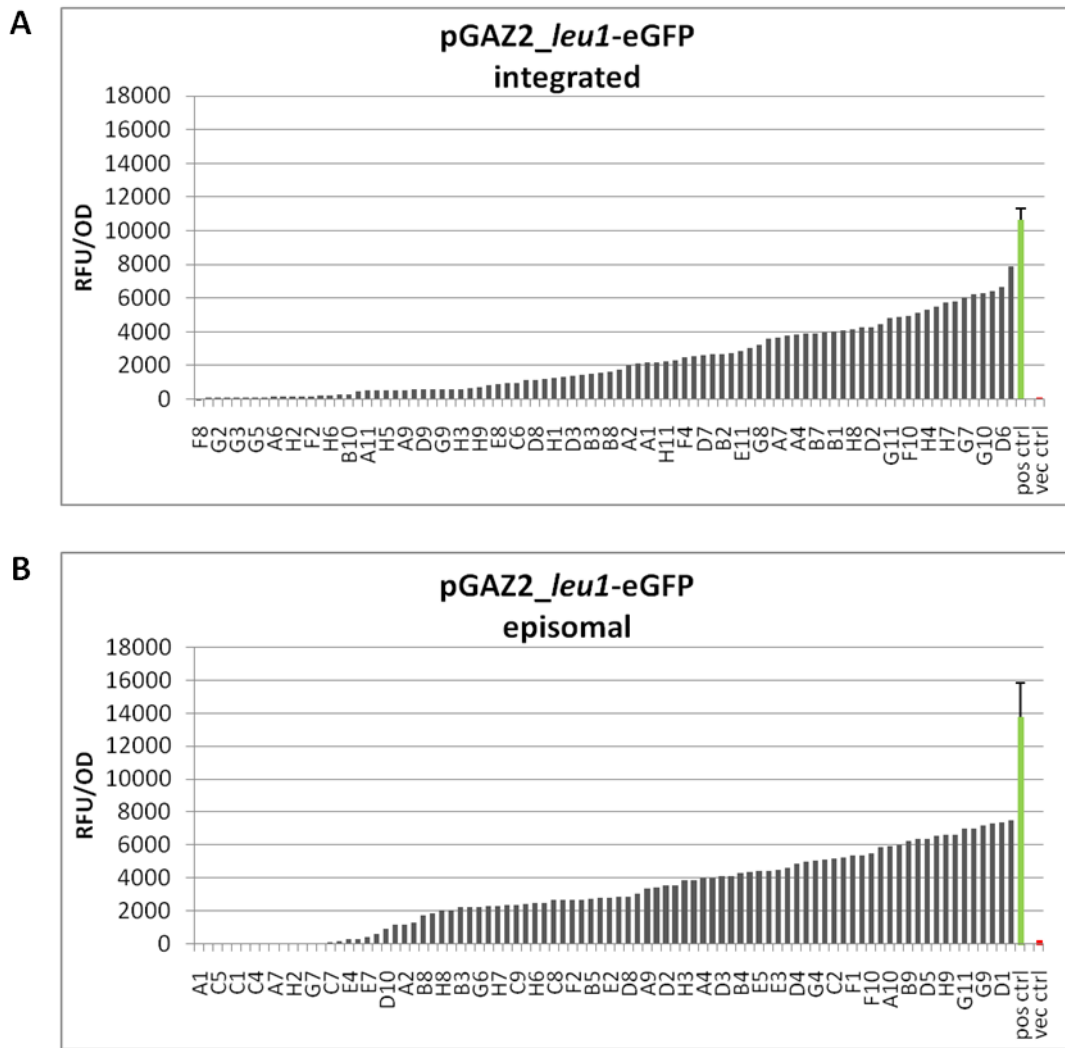 A
pGAZ2_leu1-eGFP
integrated
18000
16000
14000
12000
10000
8000
6000
4000
2000
0
RFU/OD
F8 G2 G3 G5 A6 H2 F2 H6 B10 A11 H5 A9 D9 G9 H3 H9 E8 C6 D8 H1 D3 B3 B8 A2 A1 H11 F4 D7 B2 E11 G8 A7 A4 B7 B1 H8 D2 G11 F10 H4 H7 G7 G10 D6 pos ctrl vec ctrl
B
pGAZ2_leu1-eGFP
episomal
18000
16000
14000
12000
10000
8000
6000
4000
2000
0
RFU/OD
A1 C5 C1 C4 A7 H2 G7 C7 E4 E7 D10 A2 B8 H8 B3 G6 H7 C9 H6 C8 F2 B5 E2 D8 A9 D2 H3 A4 D3 B4 E5 E3 D4 G4 C2 F1 F10 A10 B9 D5 H9 G11 G9 D1 pos ctrl vec ctrl